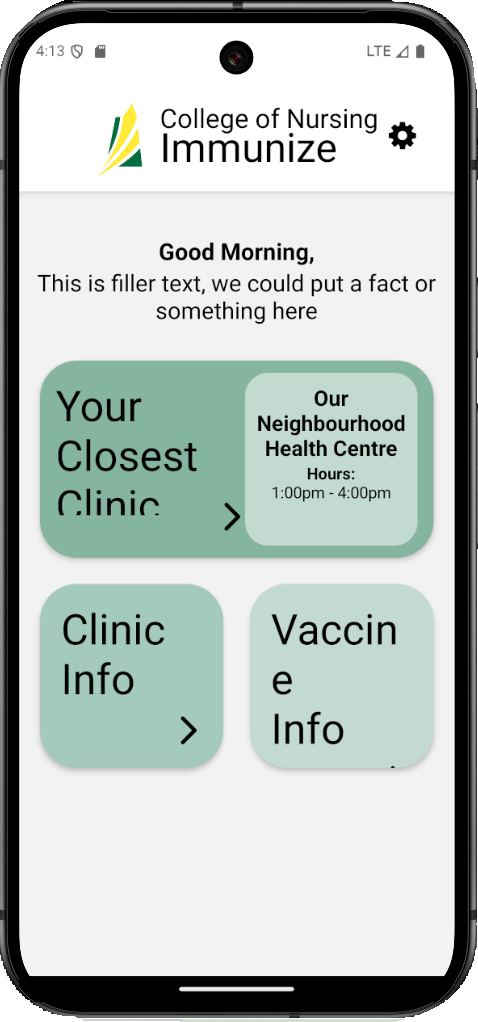 4:13
LTE
College of Nursing
Immunize
Good Morning,
This is filler text, we could put a fact or
something here
Your
Closest
Clinic
Our
Neighbourhood
Health Centre
Hours:
1:00pm - 4:00pm
Clinic
Info
Vaccin
e
Info